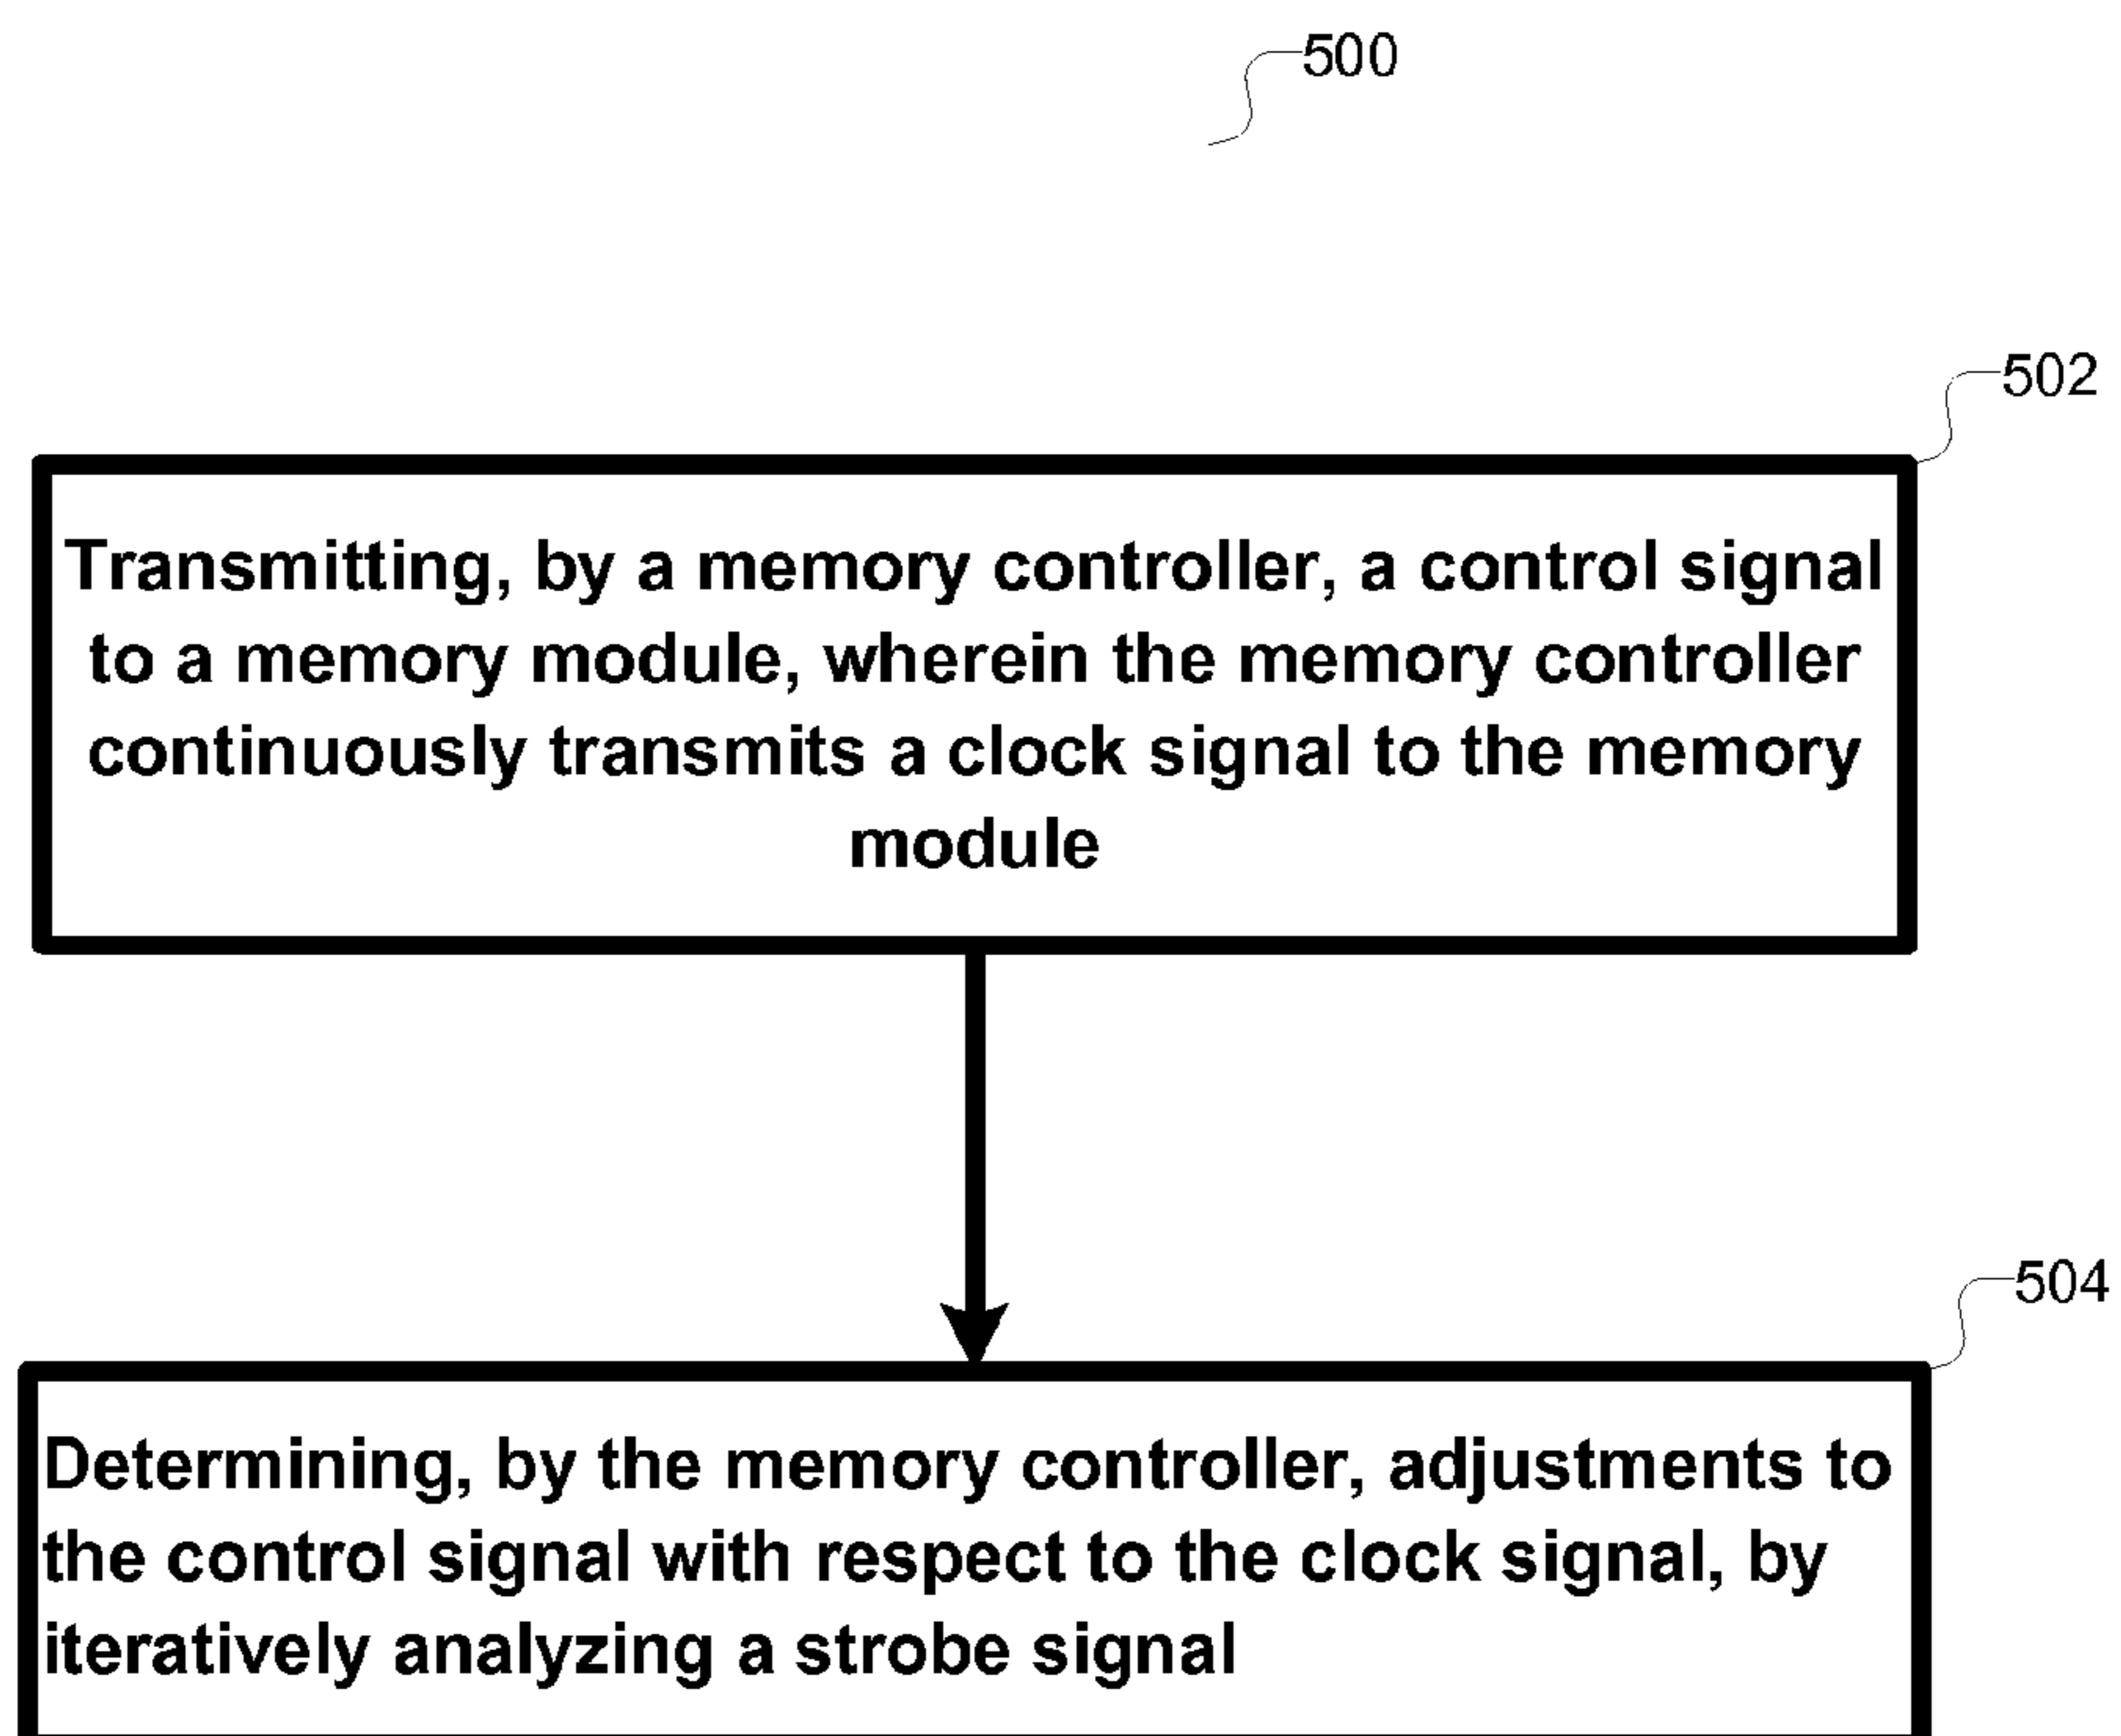 500
502
Transmitting, by a memory controller, a control signal
to a memory module, wherein the memory controller
continuously transmits a clock signal to the memory
module
504
Determining, by the memory controller, adjustments to
the control signal with respect to the clock signal, by
iteratively analyzing a strobe signal